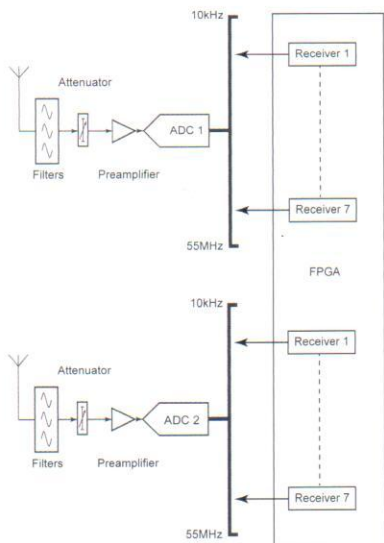 10kHz
Receiver 1
Attenuator
ADC 1
Filters
Preamplifier
Receiver 7
55MHz
FPGA
10kHz
Receiver 1
Attenuator
ADC 2
Filters
Preamplifier
Receiver 7
55MHz